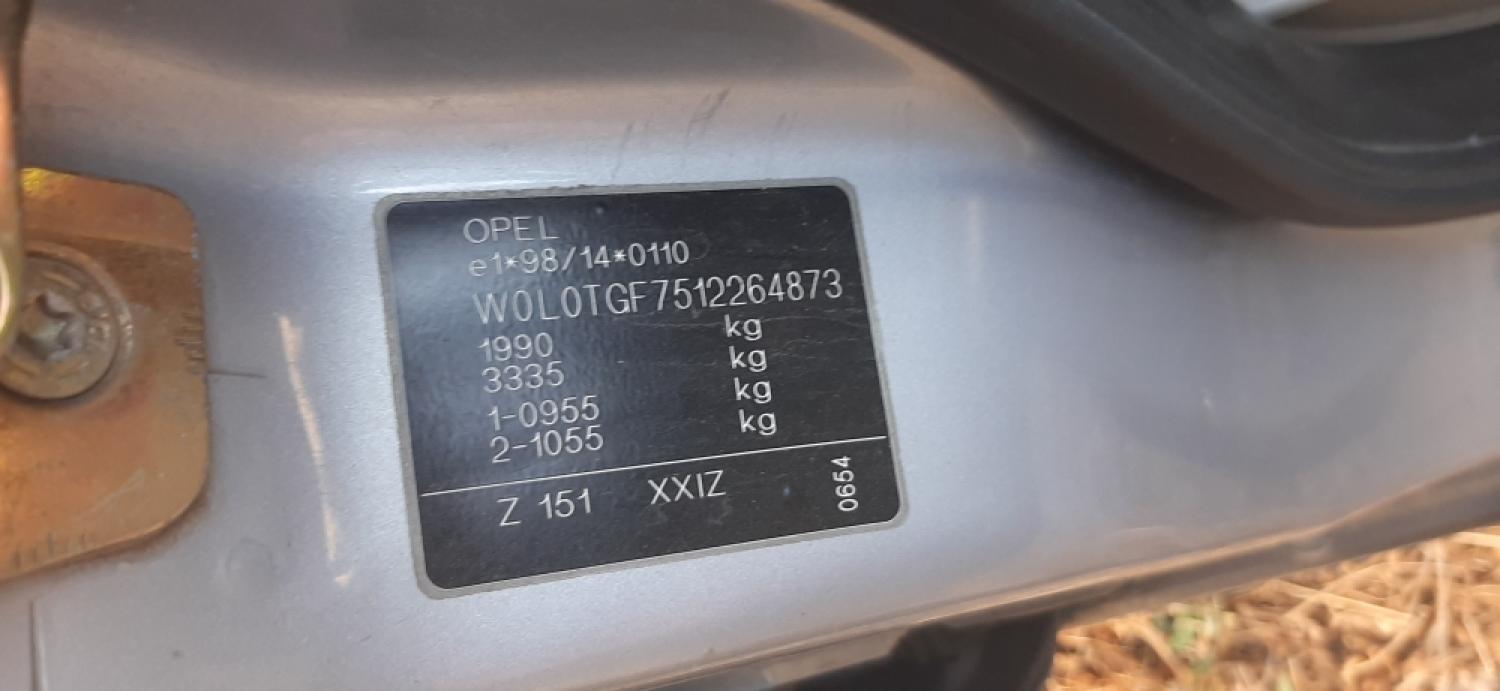 OPEL
e1*98/14*0110
W0L0TGF7512264873
1990 kg
3335 kg
1-0955 kg
2-1055 kg
Z 151 XXIZ 0654